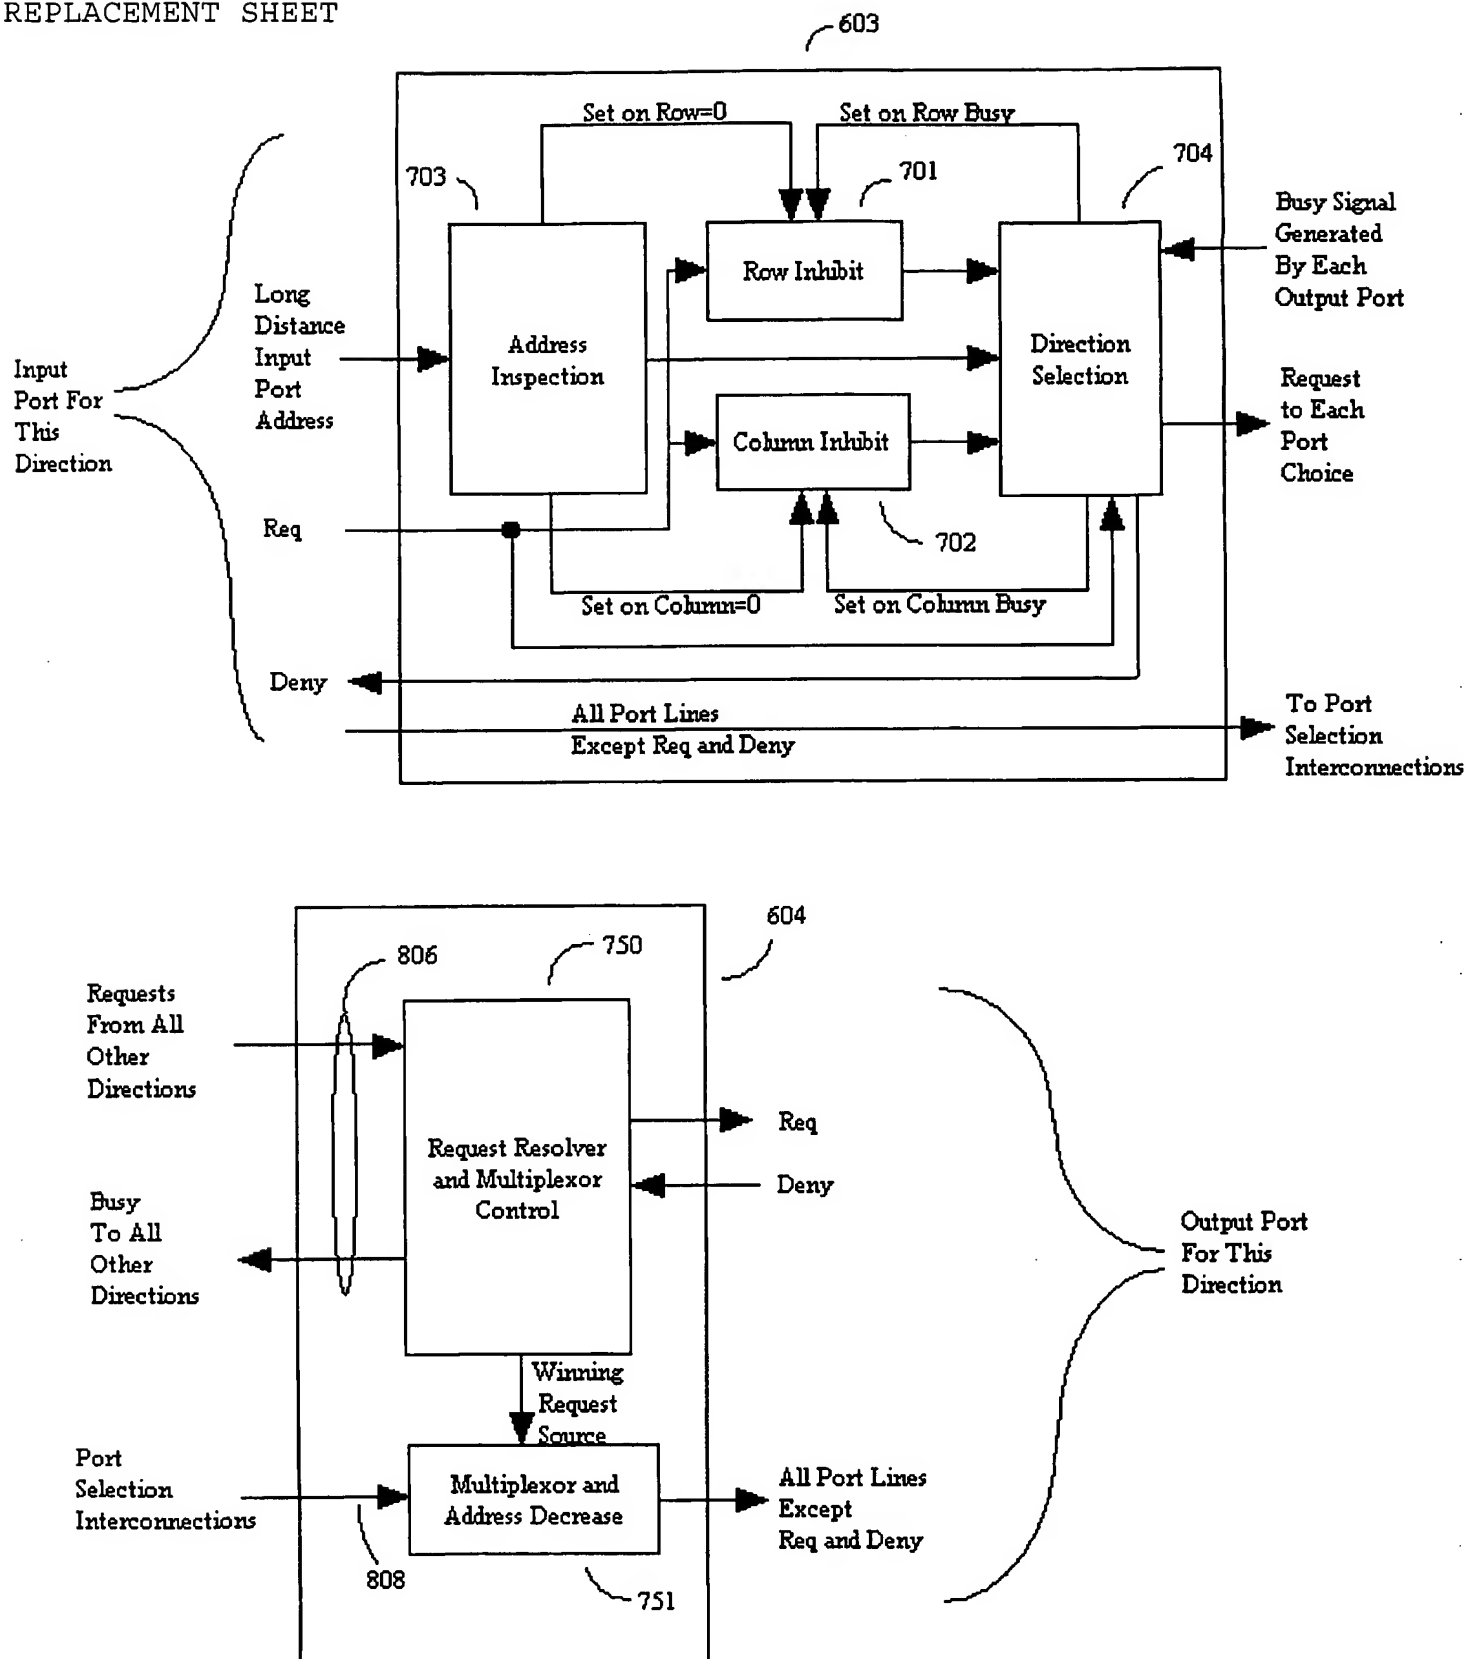 REPLACEMENT SHEET
603
Set on Row=0
Set on Row Busy
703
701
704
Busy Signal
Generated
By Each
Output Port
Row Inhibit
Long
Distance
Input
Port
Address
Address
Inspection
Direction
Selection
Input
Port For
This
Direction
Request
to Each
Port
Choice
Column Inhibit
Req
702
Set on Column=0
Set on Column Busy
Deny
All Port Lines
Except Req and Deny
To Port
Selection
Interconnections
604
750
806
Requests
From All
Other
Directions
Req
Request Resolver
and Multiplexor
Control
Deny
Busy
To All
Other
Directions
Output Port
For This
Direction
Winning
Request
Source
Port
Selection
Interconnections
Multiplexor and
Address Decrease
All Port Lines
Except
Req and Deny
808
751